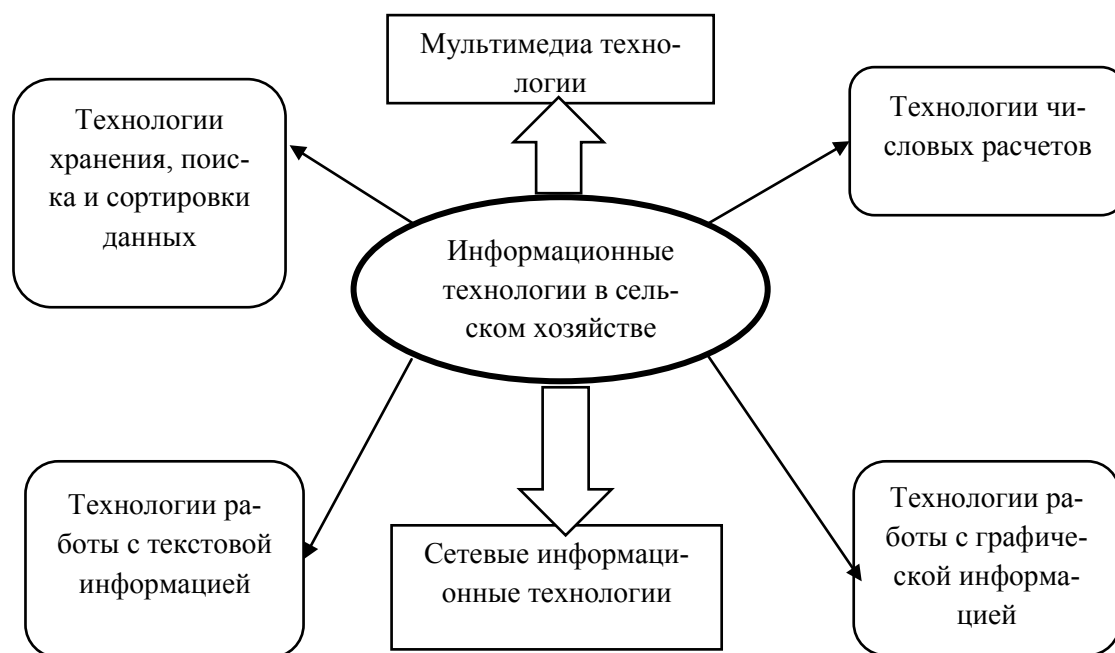 Мультимедиа техно-
логии
Технологии
хранения, поис-
ка и сортировки
данных
Технологии чи-
словых расчетов
Информационные
технологии в сель-
ском хозяйстве
Технологии ра-
боты с текстовой
информацией
Сетевые информаци-
онные технологии
Технологии ра-
боты с графиче-
ской информа-
цией